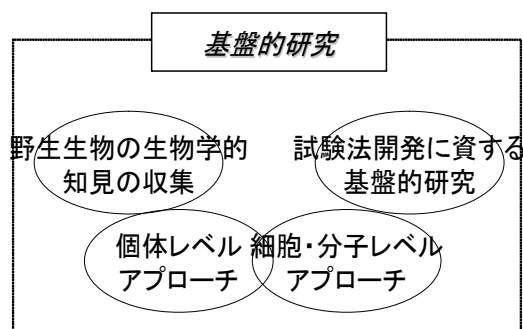 基盤的研究
野生生物の生物学的
知見の収集
試験法開発に資する
基盤的研究
個体レベル
アプローチ
細胞・分子レベル
アプローチ